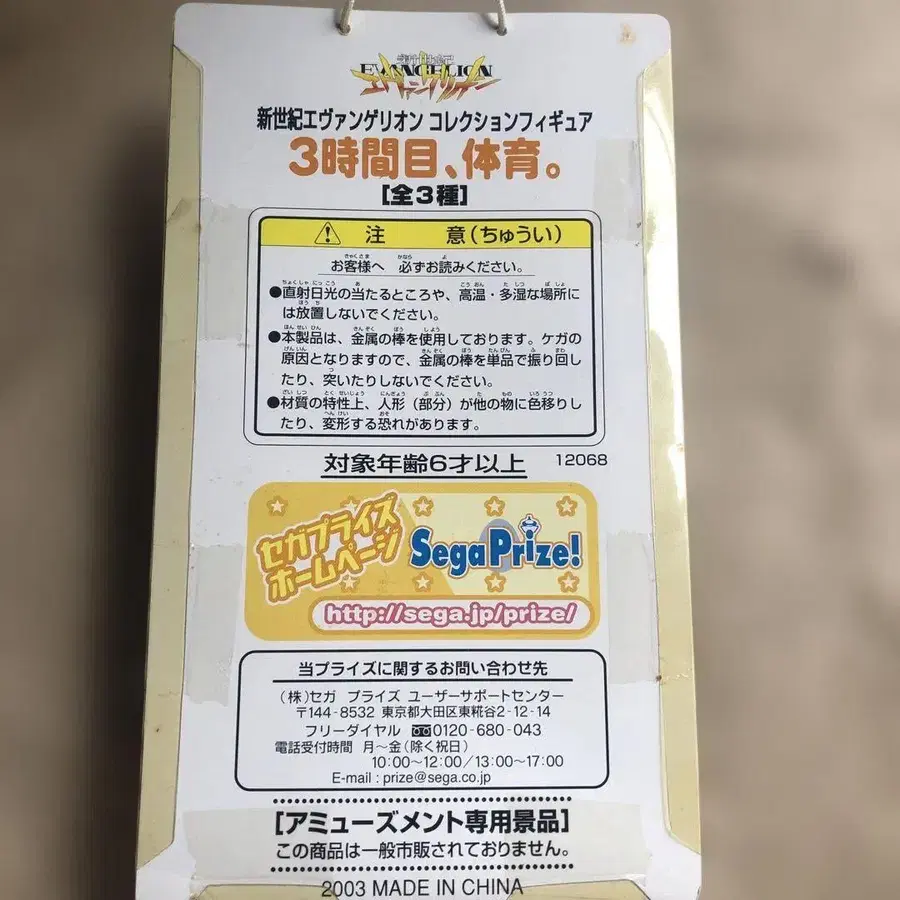 新世紀
EVANGELION
エヴァンゲリオン
新世紀エヴァンゲリオン コレクションフィギュア
3時間目、体育。
[全3種]
注 意(ちゅうい)
お客様へ 必ずお読みください。
●直射日光の当たるところや、高温・多湿な場所に
は放置しないでください。
●本製品は、金属の棒を使用しております。ケガの
原因となりますので、金属の棒を単品で振り回し
たり、突いたりしないでください。
●材質の特性上、人形(部分)が他の物に色移りし
たり、変形する恐れがあります。
対象年齢6才以上 12068
セガプライズ
ホームページ
SegaPrize!
http://sega.jp/prize/
当プライズに関するお問い合わせ先
(株)セガ プライズ ユーザーサポートセンター
〒144-8532 東京都大田区東糀谷2-12-14
フリーダイヤル 0120-680-043
電話受付時間 月~金(除く祝日)
10:00~12:00/13:00~17:00
E-mail : prize@sega.co.jp
[アミューズメント専用景品]
この商品は一般市販されておりません。
2003 MADE IN CHINA